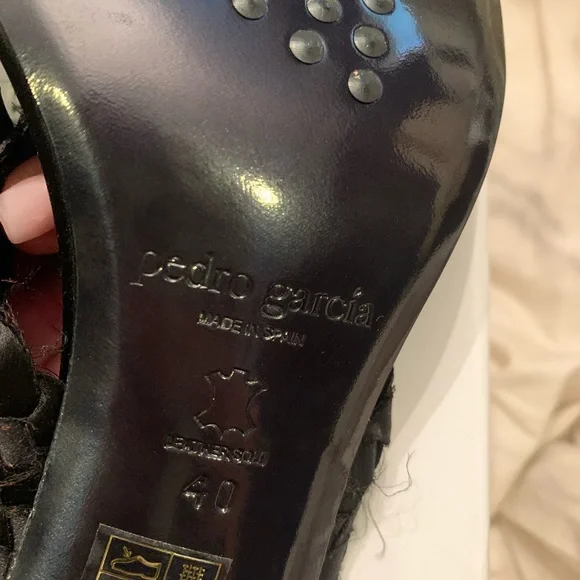 pedro garcía
MADE IN SPAIN
LEATHER SOLE
40